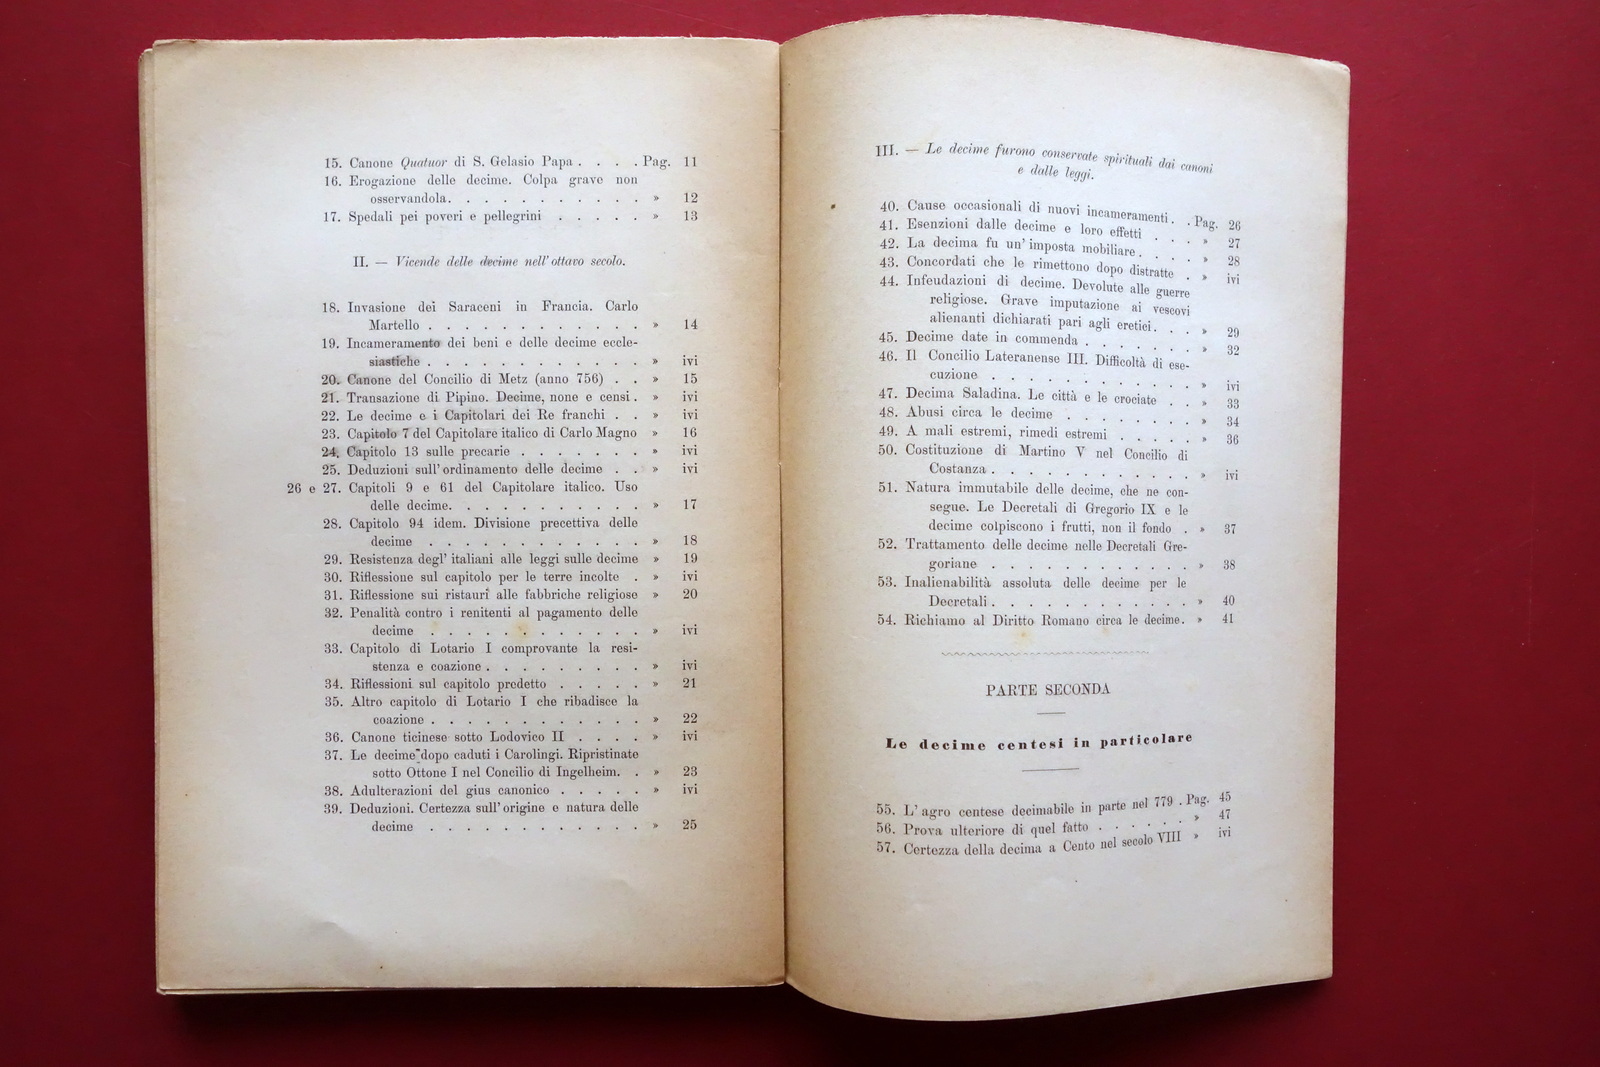 15. Canone Quatuor di S. Gelasio Papa . . . . Pag. 11
16. Erogazione delle decime. Colpa grave non
osservandola. . . . . . . . . . . . » 12
17. Spedali pei poveri e pellegrini . . . . . » 13
II. — Vicende delle decime nell' ottavo secolo.
18. Invasione dei Saraceni in Francia. Carlo
Martello . . . . . . . . . . . . . » 14
19. Incameramento dei beni e delle decime eccle-
siastiche . . . . . . . . . . . . . » ivi
20. Canone del Concilio di Metz (anno 756) . . » 15
21. Transazione di Pipino. Decime, none e censi . » ivi
22. Le decime e i Capitolari dei Re franchi . . » ivi
23. Capitolo 7 del Capitolare italico di Carlo Magno » 16
24. Capitolo 13 sulle precarie . . . . . . . » ivi
25. Deduzioni sull' ordinamento delle decime . . » ivi
26 e 27. Capitoli 9 e 61 del Capitolare italico. Uso
delle decime. . . . . . . . . . . . » 17
28. Capitolo 94 idem. Divisione precettiva delle
decime . . . . . . . . . . . . . » 18
29. Resistenza degl' italiani alle leggi sulle decime » 19
30. Riflessione sul capitolo per le terre incolte . » ivi
31. Riflessione sui ristauri alle fabbriche religiose » 20
32. Penalità contro i renitenti al pagamento delle
decime . . . . . . . . . . . . . » ivi
33. Capitolo di Lotario I comprovante la resi-
stenza e coazione . . . . . . . . . . » ivi
34. Riflessioni sul capitolo predetto . . . . . » 21
35. Altro capitolo di Lotario I che ribadisce la
coazione . . . . . . . . . . . . . » 22
36. Canone ticinese sotto Lodovico II . . . . » ivi
37. Le decime dopo caduti i Carolingi. Ripristinate
sotto Ottone I nel Concilio di Ingelheim. . » 23
38. Adulterazioni del gius canonico . . . . . » ivi
39. Deduzioni. Certezza sull' origine e natura delle
decime . . . . . . . . . . . . . » 25
III. — Le decime furono conservate spirituali dai canoni
e dalle leggi.
40. Cause occasionali di nuovi incameramenti. . Pag. 26
41. Esenzioni dalle decime e loro effetti . . . » 27
42. La decima fu un' imposta mobiliare. . . . » 28
43. Concordati che le rimettono dopo distratte . » ivi
44. Infeudazioni di decime. Devolute alle guerre
religiose. Grave imputazione ai vescovi
alienanti dichiarati pari agli eretici. . . » 29
45. Decime date in commenda . . . . . . . » 32
46. Il Concilio Lateranense III. Difficoltà di ese-
cuzione . . . . . . . . . . . . . » ivi
47. Decima Saladina. Le città e le crociate . . » 33
48. Abusi circa le decime . . . . . . . . » 34
49. A mali estremi, rimedi estremi . . . . . » 36
50. Costituzione di Martino V nel Concilio di
Costanza . . . . . . . . . . . . . » ivi
51. Natura immutabile delle decime, che ne con-
segue. Le Decretali di Gregorio IX e le
decime colpiscono i frutti, non il fondo . » 37
52. Trattamento delle decime nelle Decretali Gre-
goriane . . . . . . . . . . . . . » 38
53. Inalienabilità assoluta delle decime per le
Decretali . . . . . . . . . . . . . » 40
54. Richiamo al Diritto Romano circa le decime. » 41
PARTE SECONDA
Le decime centesi in particolare
55. L' agro centese decimabile in parte nel 779 . Pag. 45
56. Prova ulteriore di quel fatto . . . . . . » 47
57. Certezza della decima a Cento nel secolo VIII » ivi